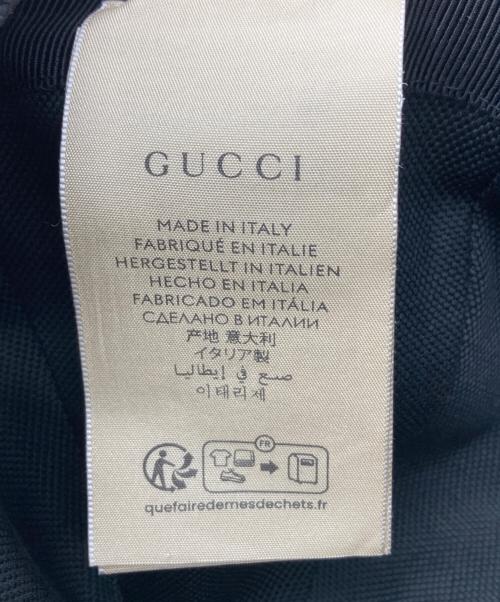 GUCCI
MADE IN ITALY
FABRIQUÉ EN ITALIE
HERGESTELLT IN ITALIEN
HECHO EN ITALIA
FABRICADO EM ITÁLIA
СДЕЛАНО В ИТАЛИИ
产地 意大利
イタリア製
صنع في إيطاليا
이태리제
FR
quefairedemesdechets.fr